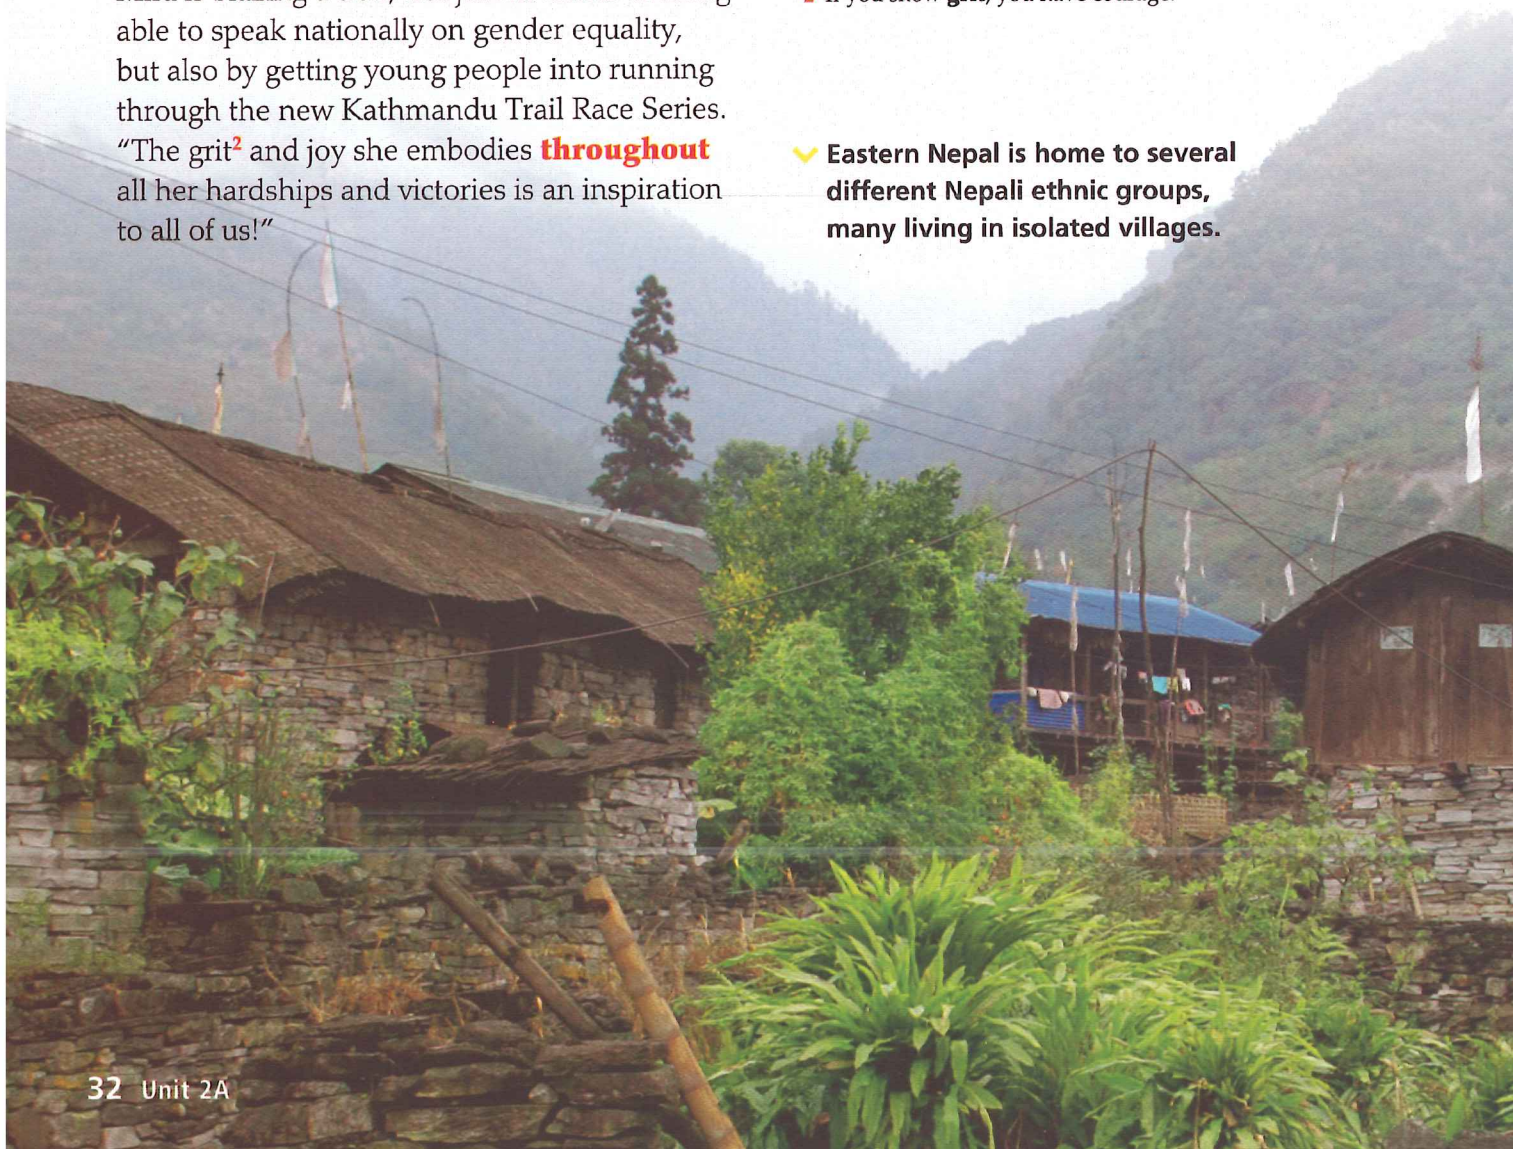 able to speak nationally on gender equality,
but also by getting young people into running
through the new Kathmandu Trail Race Series.
"The grit² and joy she embodies throughout
all her hardships and victories is an inspiration
to all of us!"
Eastern Nepal is home to several
different Nepali ethnic groups,
many living in isolated villages.
32 Unit 2A